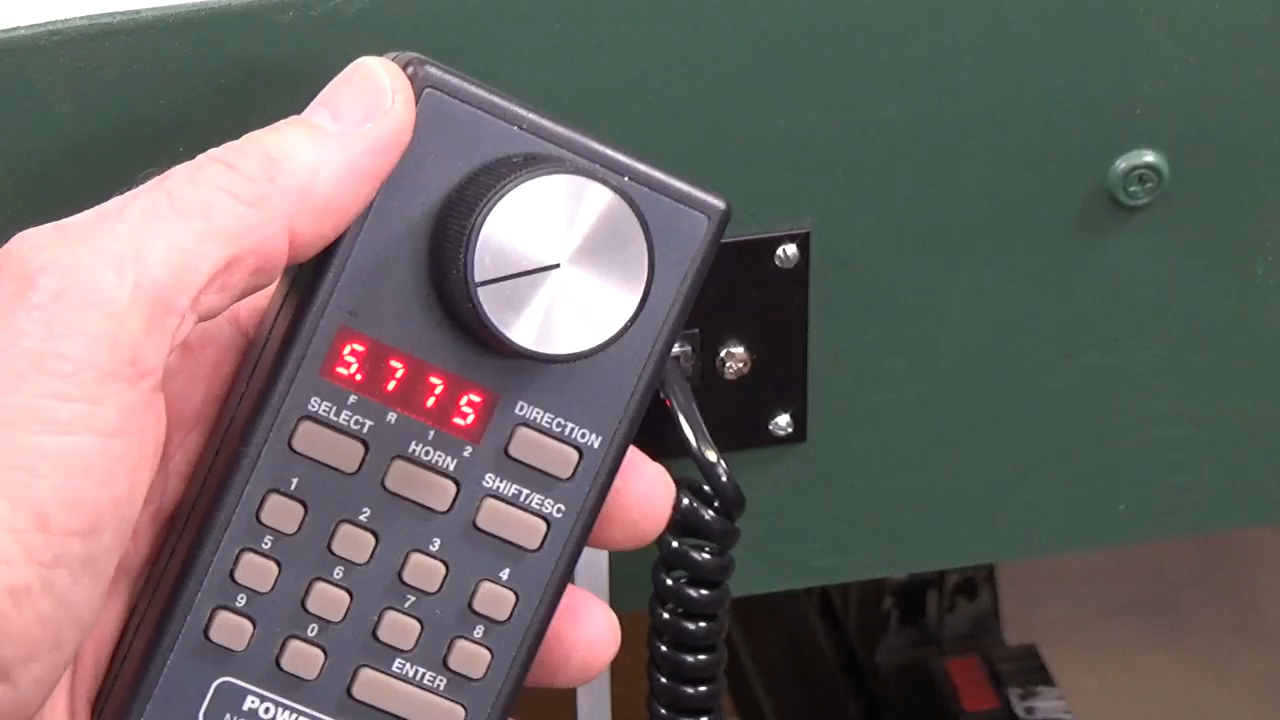 5.775
F R 1 2
SELECT HORN DIRECTION
SHIFT/ESC
1 2 3 4
5 6 7 8
9 0 ENTER